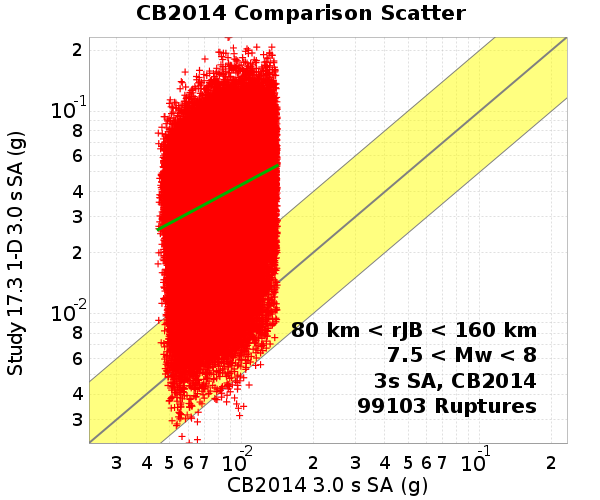 CB2014 Comparison Scatter
Study 17.3 1-D 3.0 s SA (g)
2
10-1
8
6
4
3
2
10-2
8
6
4
3
80 km < rJB < 160 km
7.5 < Mw < 8
3s SA, CB2014
99103 Ruptures
3 4 5 6 7 10-2 2 3 4 5 6 7 10-1 2
CB2014 3.0 s SA (g)